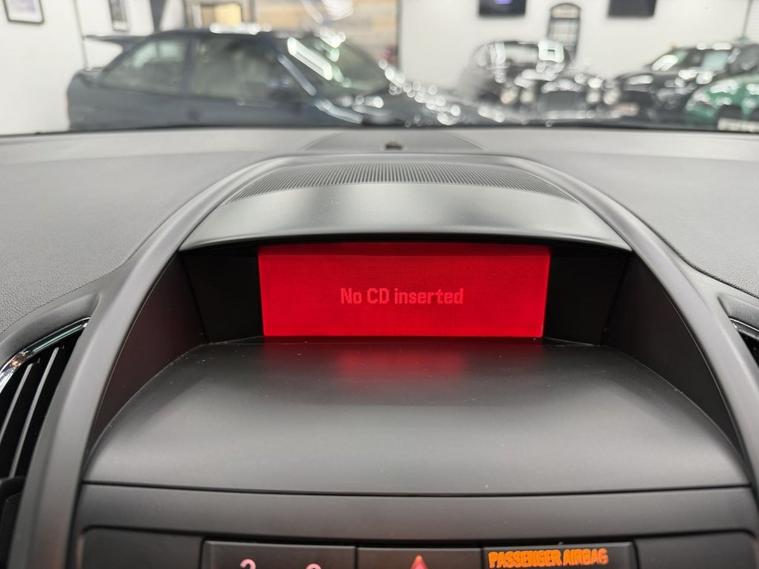 No CD inserted
PASSENGER AIRBAG